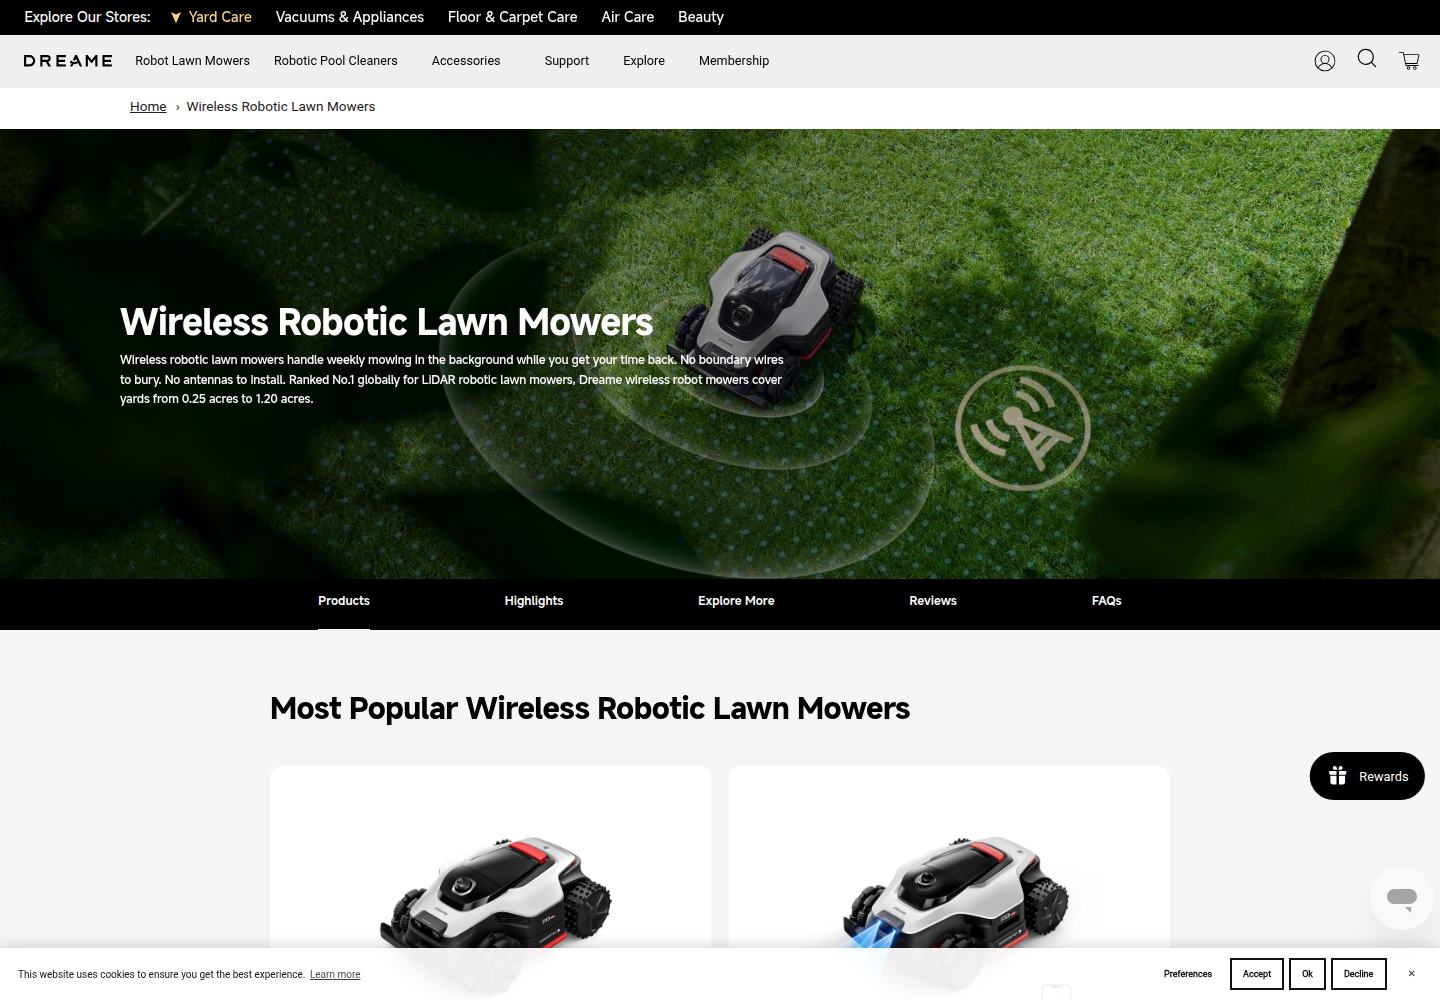 Explore Our Stores: Yard Care Vacuums & Appliances Floor & Carpet Care Air Care Beauty
DREAME Robot Lawn Mowers Robotic Pool Cleaners Accessories Support Explore Membership
Home › Wireless Robotic Lawn Mowers
Wireless Robotic Lawn Mowers
Wireless robotic lawn mowers handle weekly mowing in the background while you get your time back. No boundary wires
to bury. No antennas to install. Ranked No.1 globally for LiDAR robotic lawn mowers, Dreame wireless robot mowers cover
yards from 0.25 acres to 1.20 acres.
Products Highlights Explore More Reviews FAQs
Most Popular Wireless Robotic Lawn Mowers
Rewards
This website uses cookies to ensure you get the best experience. Learn more Preferences Accept Ok Decline ×